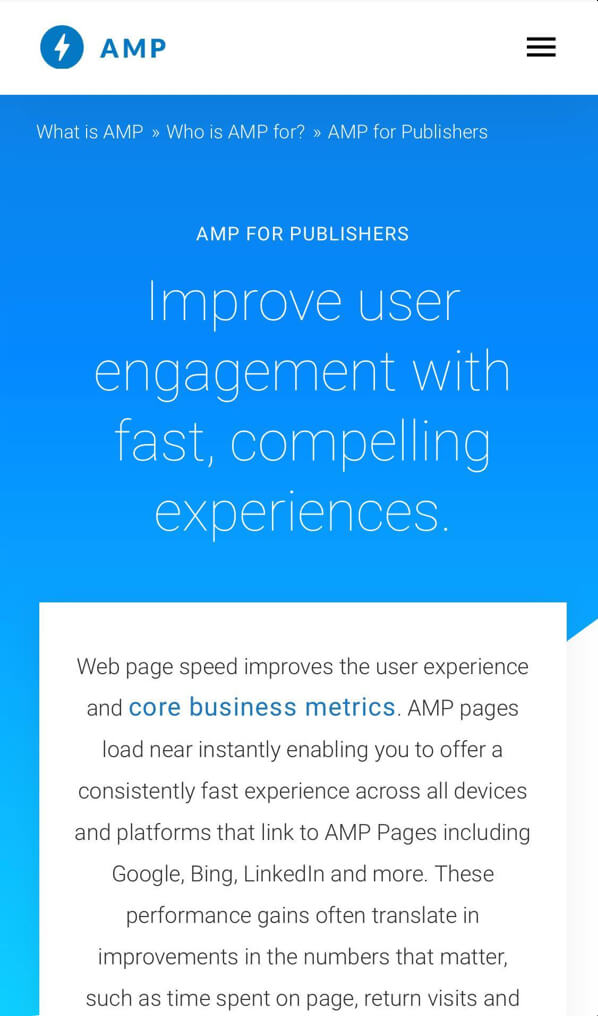 AMP
What is AMP » Who is AMP for? » AMP for Publishers
AMP FOR PUBLISHERS
Improve user
engagement with
fast, compelling
experiences.
Web page speed improves the user experience
and core business metrics. AMP pages
load near instantly enabling you to offer a
consistently fast experience across all devices
and platforms that link to AMP Pages including
Google, Bing, LinkedIn and more. These
performance gains often translate in
improvements in the numbers that matter,
such as time spent on page, return visits and